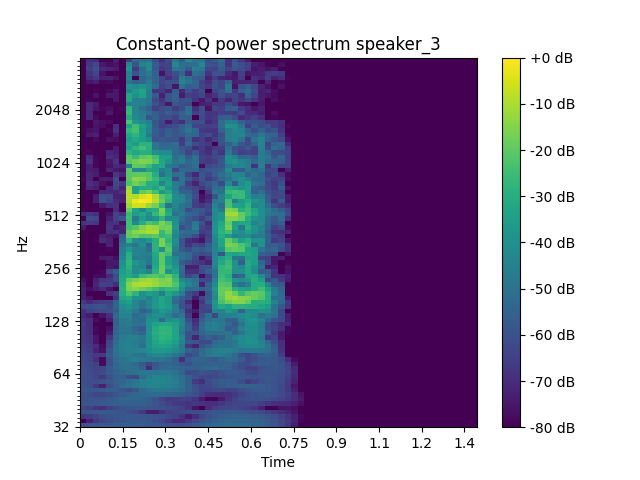 Constant-Q power spectrum speaker_3
+0 dB
-10 dB
-20 dB
-30 dB
-40 dB
-50 dB
-60 dB
-70 dB
-80 dB
Hz
2048
1024
512
256
128
64
32
0 0.15 0.3 0.45 0.6 0.75 0.9 1.1 1.2 1.4
Time